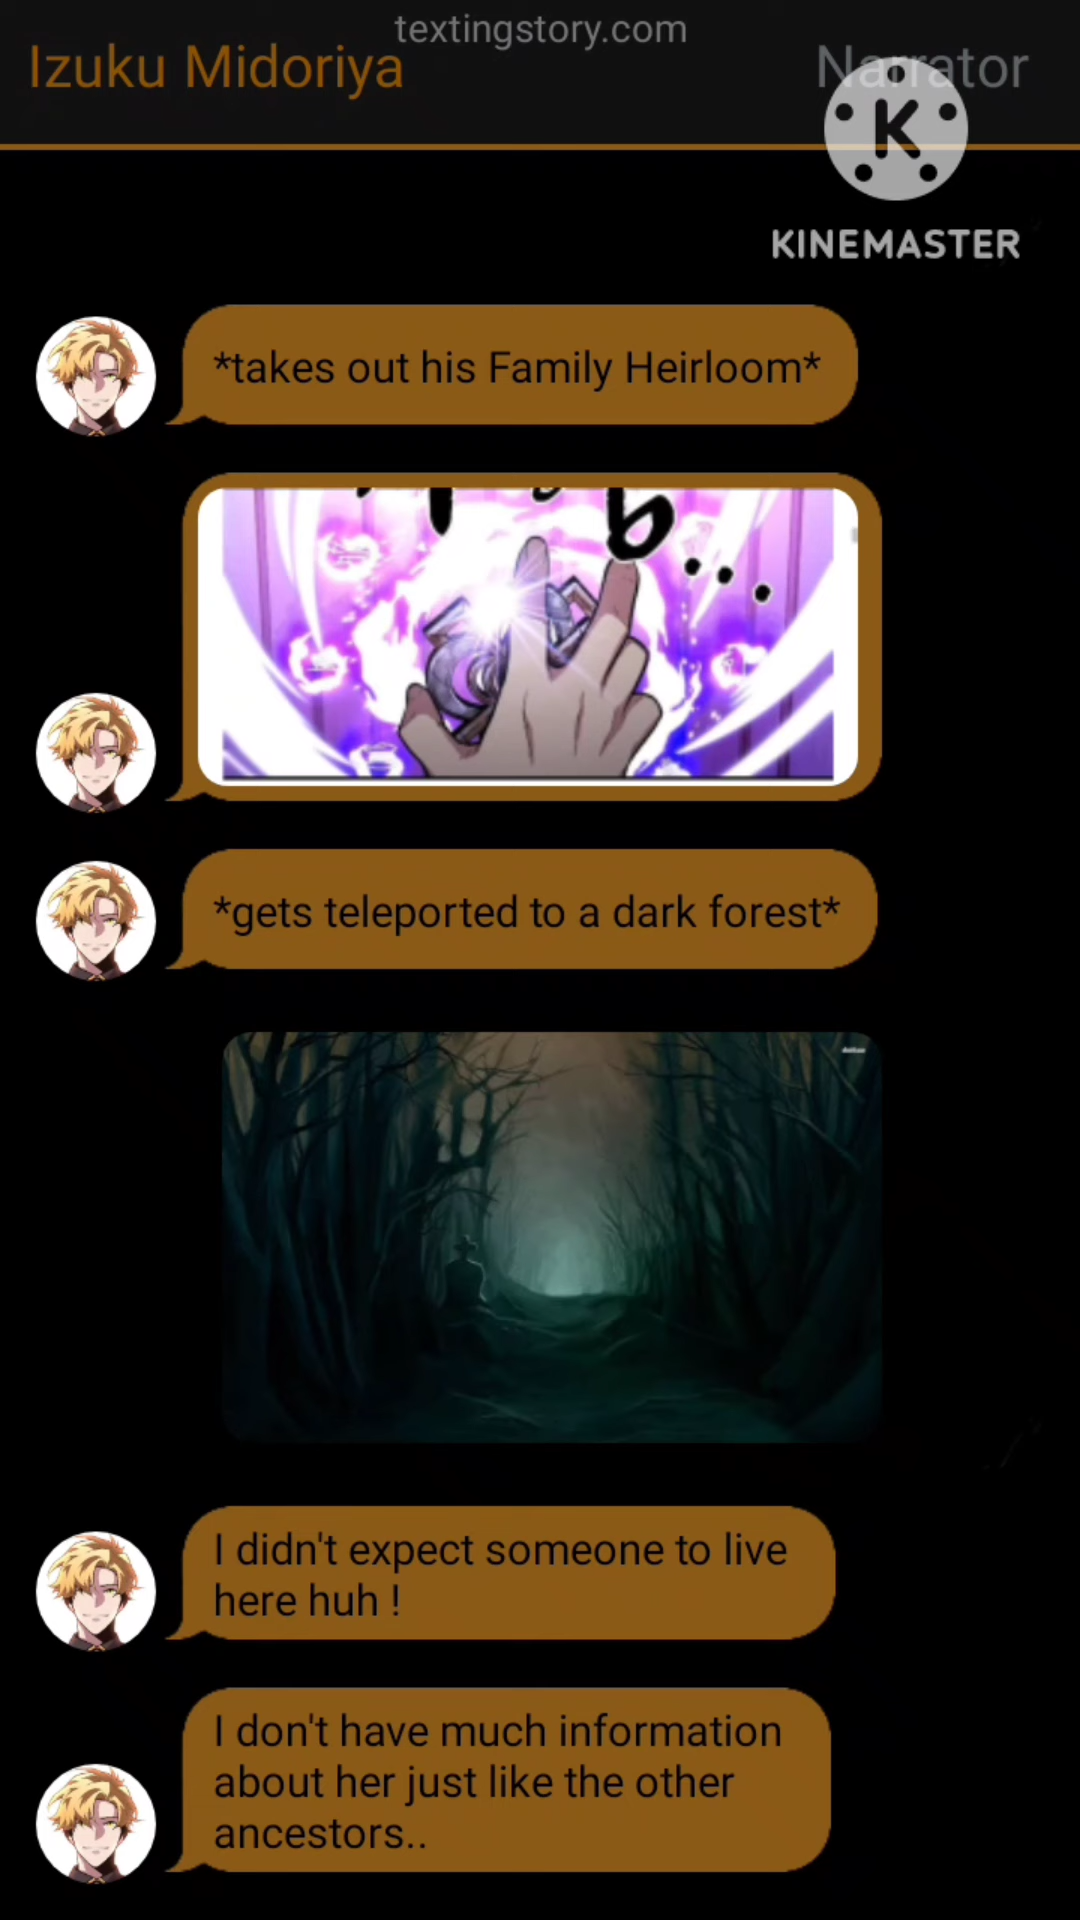 textingstory.com
Izuku Midoriya
Narrator
K
KINEMASTER
*takes out his Family Heirloom*
*gets teleported to a dark forest*
I didn't expect someone to live
here huh !
I don't have much information
about her just like the other
ancestors..